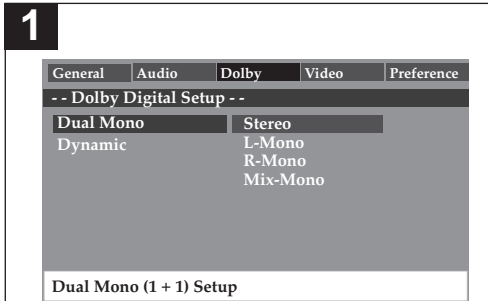 1
General Audio Dolby Video Preference
- - Dolby Digital Setup - -
Dual Mono Stereo
Dynamic L-Mono
R-Mono
Mix-Mono
Dual Mono (1 + 1) Setup